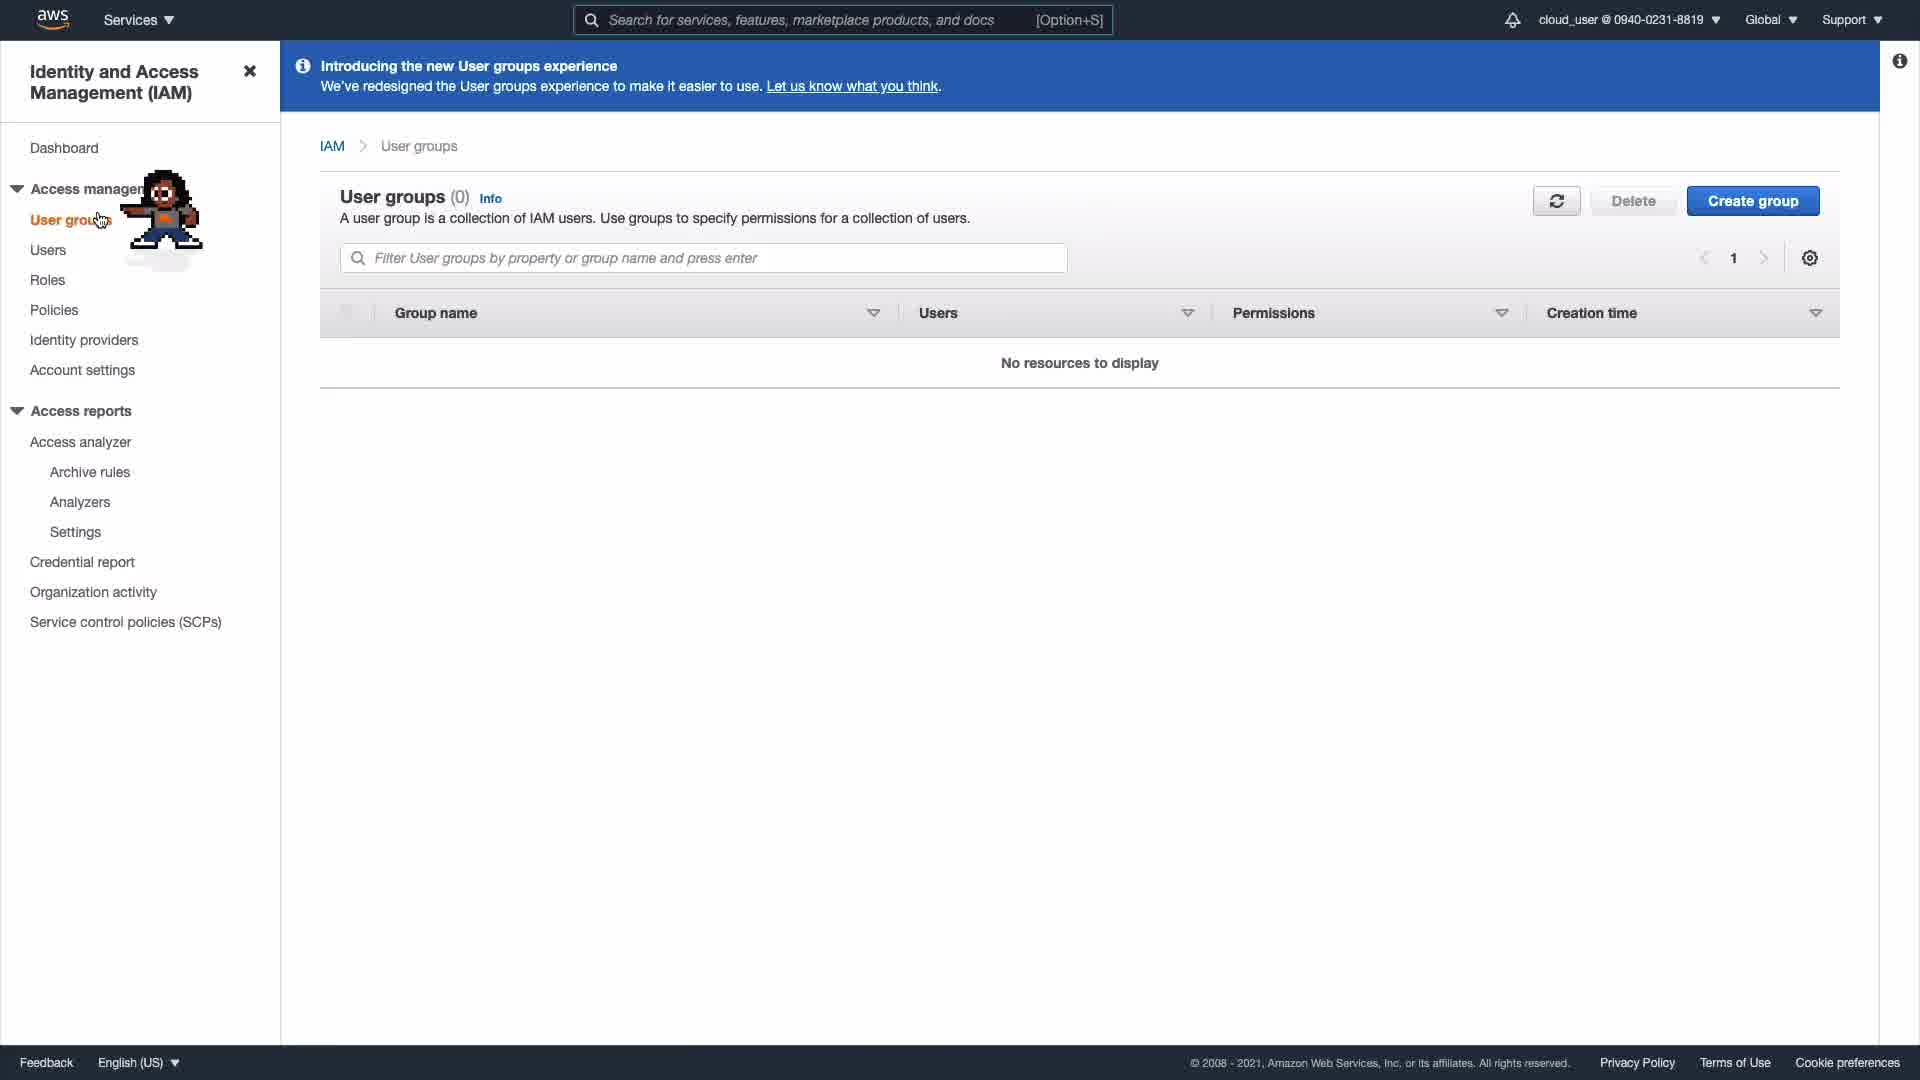 aws
Services
Search for services, features, marketplace products, and docs [Option+S]
cloud_user @ 0940-0231-8819
Global
Support
Identity and Access
Management (IAM)
Introducing the new User groups experience
We've redesigned the User groups experience to make it easier to use. Let us know what you think.
Dashboard
Access managem
User groups
Users
Roles
Policies
Identity providers
Account settings
Access reports
Access analyzer
Archive rules
Analyzers
Settings
Credential report
Organization activity
Service control policies (SCPs)
IAM > User groups
User groups (0) Info
A user group is a collection of IAM users. Use groups to specify permissions for a collection of users.
Delete
Create group
Filter User groups by property or group name and press enter
1
Group name Users Permissions Creation time
No resources to display
Feedback English (US)
© 2008 - 2021, Amazon Web Services, Inc. or its affiliates. All rights reserved. Privacy Policy Terms of Use Cookie preferences